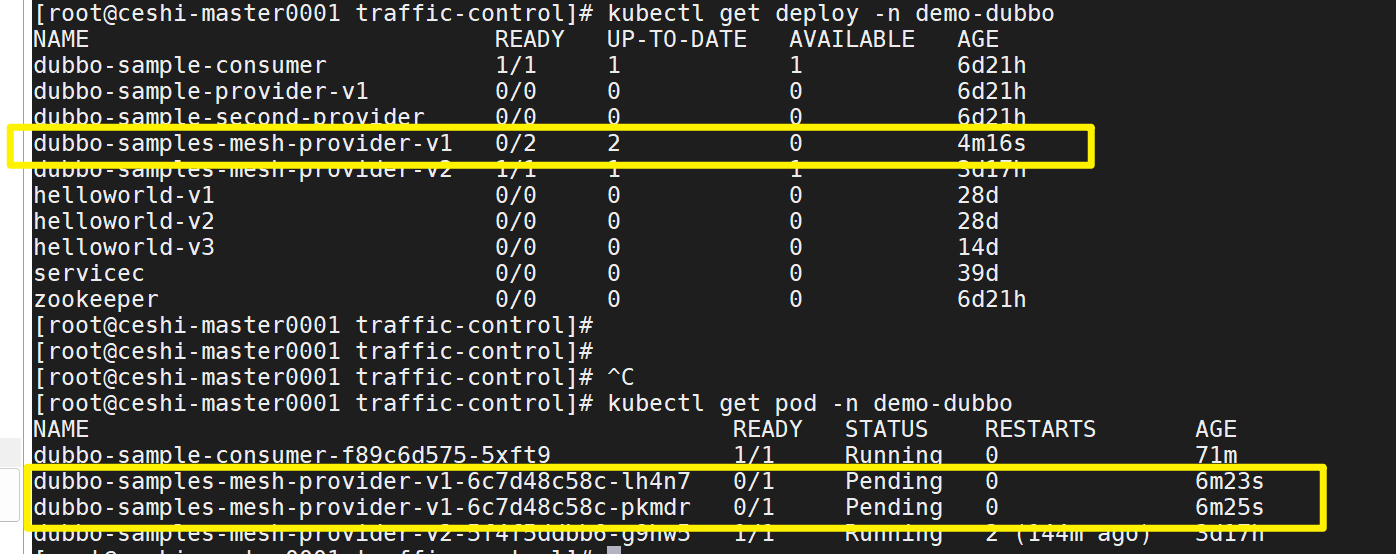 [root@ceshi-master0001 traffic-control]# kubectl get deploy -n demo-dubbo
NAME READY UP-TO-DATE AVAILABLE AGE
dubbo-sample-consumer 1/1 1 1 6d21h
dubbo-sample-provider-v1 0/0 0 0 6d21h
dubbo-sample-second-provider 0/0 0 0 6d21h
dubbo-samples-mesh-provider-v1 0/2 2 0 4m16s
dubbo-samples-mesh-provider-v2 1/1 1 1 3d17h
helloworld-v1 0/0 0 0 28d
helloworld-v2 0/0 0 0 28d
helloworld-v3 0/0 0 0 14d
servicec 0/0 0 0 39d
zookeeper 0/0 0 0 6d21h
[root@ceshi-master0001 traffic-control]#
[root@ceshi-master0001 traffic-control]#
[root@ceshi-master0001 traffic-control]# ^C
[root@ceshi-master0001 traffic-control]# kubectl get pod -n demo-dubbo
NAME READY STATUS RESTARTS AGE
dubbo-sample-consumer-f89c6d575-5xft9 1/1 Running 0 71m
dubbo-samples-mesh-provider-v1-6c7d48c58c-lh4n7 0/1 Pending 0 6m23s
dubbo-samples-mesh-provider-v1-6c7d48c58c-pkmdr 0/1 Pending 0 6m25s
1/1 Running 2 (144m ago) 3d17h
[root@ceshi-master0001 traffic-control]#